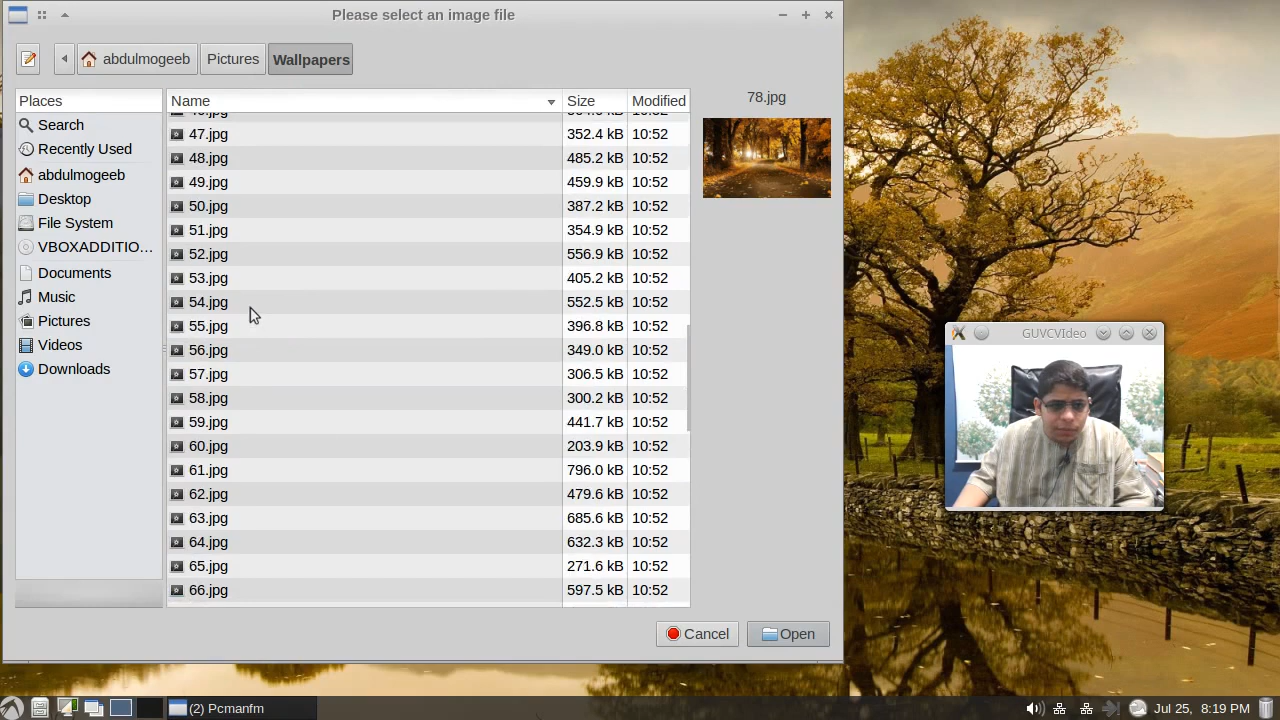 Please select an image file
abdulmogeeb
Pictures
Wallpapers
Places
Name
Size
Modified
78.jpg
Search
Recently Used
abdulmogeeb
Desktop
File System
VBOXADDITIO...
Documents
Music
Pictures
Videos
Downloads
47.jpg 352.4 kB 10:52
48.jpg 485.2 kB 10:52
49.jpg 459.9 kB 10:52
50.jpg 387.2 kB 10:52
51.jpg 354.9 kB 10:52
52.jpg 556.9 kB 10:52
53.jpg 405.2 kB 10:52
54.jpg 552.5 kB 10:52
55.jpg 396.8 kB 10:52
56.jpg 349.0 kB 10:52
57.jpg 306.5 kB 10:52
58.jpg 300.2 kB 10:52
59.jpg 441.7 kB 10:52
60.jpg 203.9 kB 10:52
61.jpg 796.0 kB 10:52
62.jpg 479.6 kB 10:52
63.jpg 685.6 kB 10:52
64.jpg 632.3 kB 10:52
65.jpg 271.6 kB 10:52
66.jpg 597.5 kB 10:52
Cancel
Open
GUVCVIdeo
(2) Pcmanfm
Jul 25, 8:19 PM